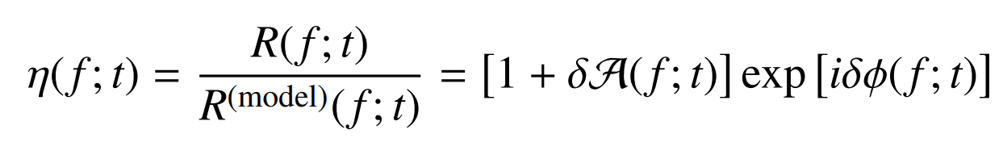 η(f; t) = R(f; t) / R^(model)(f; t) = [1 + δ𝒜(f; t)] exp [iδϕ(f; t)]